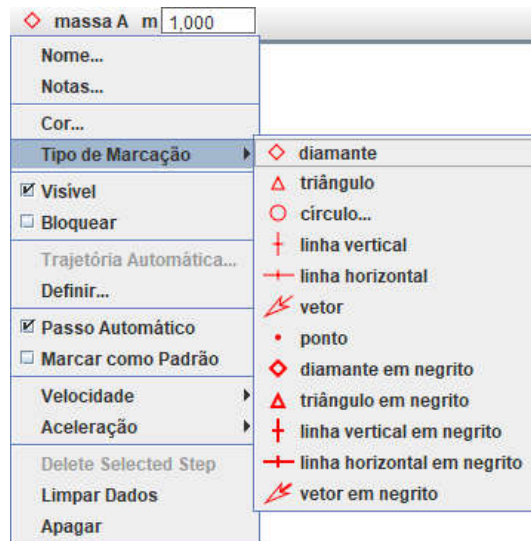 massa A m 1,000
Nome...
Notas...
Cor...
Tipo de Marcação
Visível
Bloquear
Trajetória Automática...
Definir...
Passo Automático
Marcar como Padrão
Velocidade
Aceleração
Delete Selected Step
Limpar Dados
Apagar
diamante
triângulo
círculo...
linha vertical
linha horizontal
vetor
ponto
diamante em negrito
triângulo em negrito
linha vertical em negrito
linha horizontal em negrito
vetor em negrito